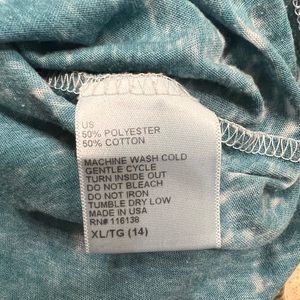 US
50% POLYESTER
50% COTTON
MACHINE WASH COLD
GENTLE CYCLE
TURN INSIDE OUT
DO NOT BLEACH
DO NOT IRON
TUMBLE DRY LOW
MADE IN USA
RN# 116138
XL/TG (14)